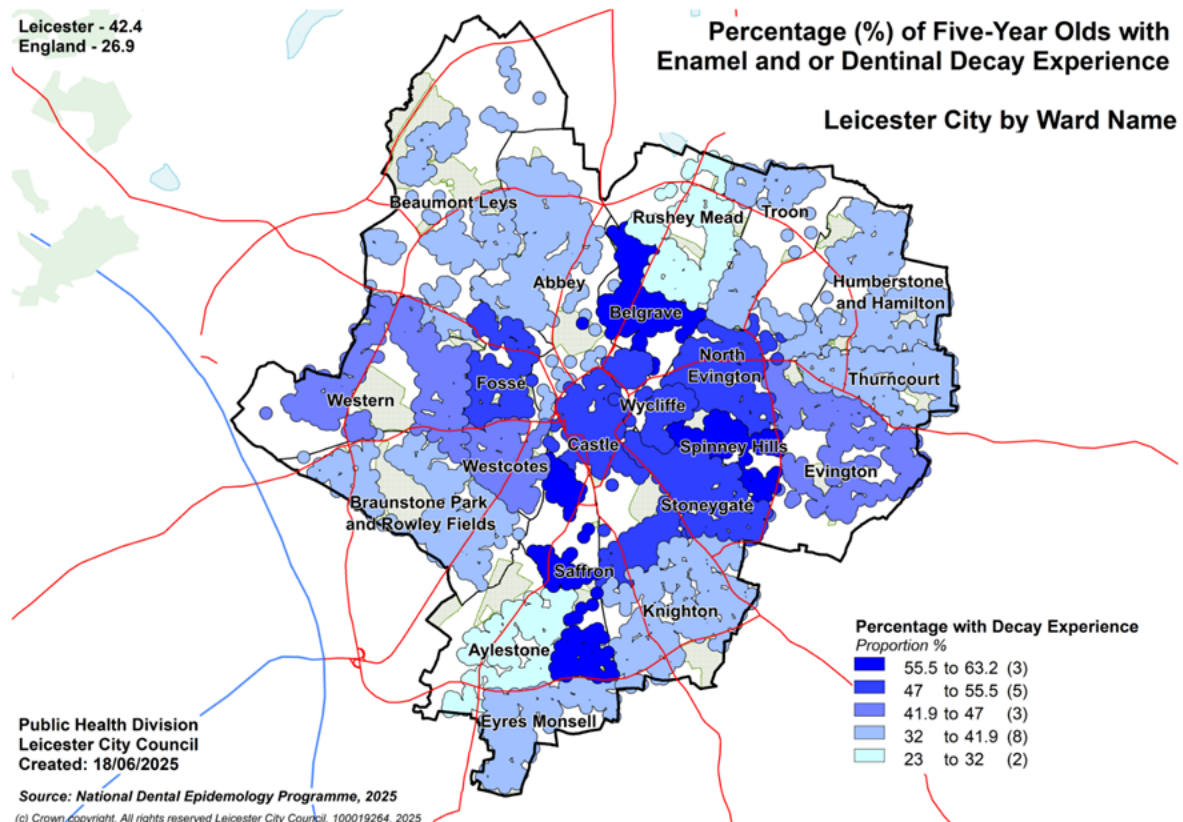 Leicester - 42.4
England - 26.9
Percentage (%) of Five-Year Olds with
Enamel and or Dentinal Decay Experience
Leicester City by Ward Name
Beaumont Leys
Rushey Mead
Troon
Abbey
Humberstone
and Hamilton
Belgrave
North
Evington
Thurncourt
Fosse
Western
Wycliffe
Castle
Spinney Hills
Westcotes
Evington
Braunstone Park
and Rowley Fields
Stoneygate
Saffron
Knighton
Aylestone
Eyres Monsell
Percentage with Decay Experience
Proportion %
55.5 to 63.2 (3)
47 to 55.5 (5)
41.9 to 47 (3)
32 to 41.9 (8)
23 to 32 (2)
Public Health Division
Leicester City Council
Created: 18/06/2025
Source: National Dental Epidemology Programme, 2025
(c) Crown copyright. All rights reserved Leicester City Council. 100019264. 2025